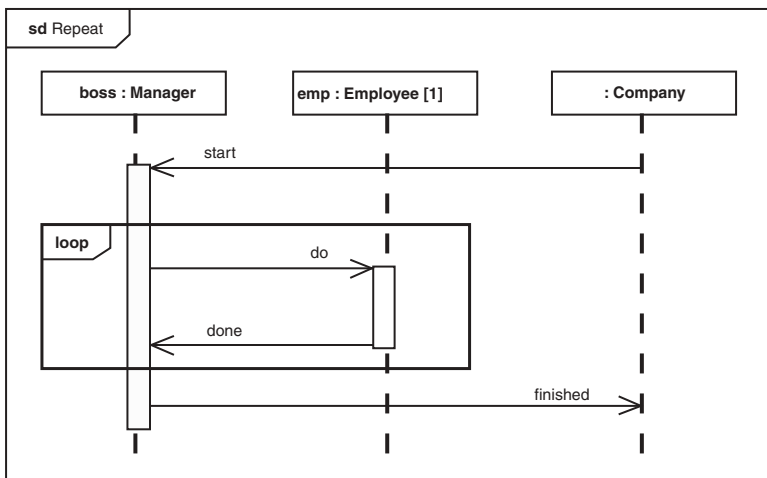 sd Repeat
boss : Manager
emp : Employee [1]
: Company
start
loop
do
done
finished